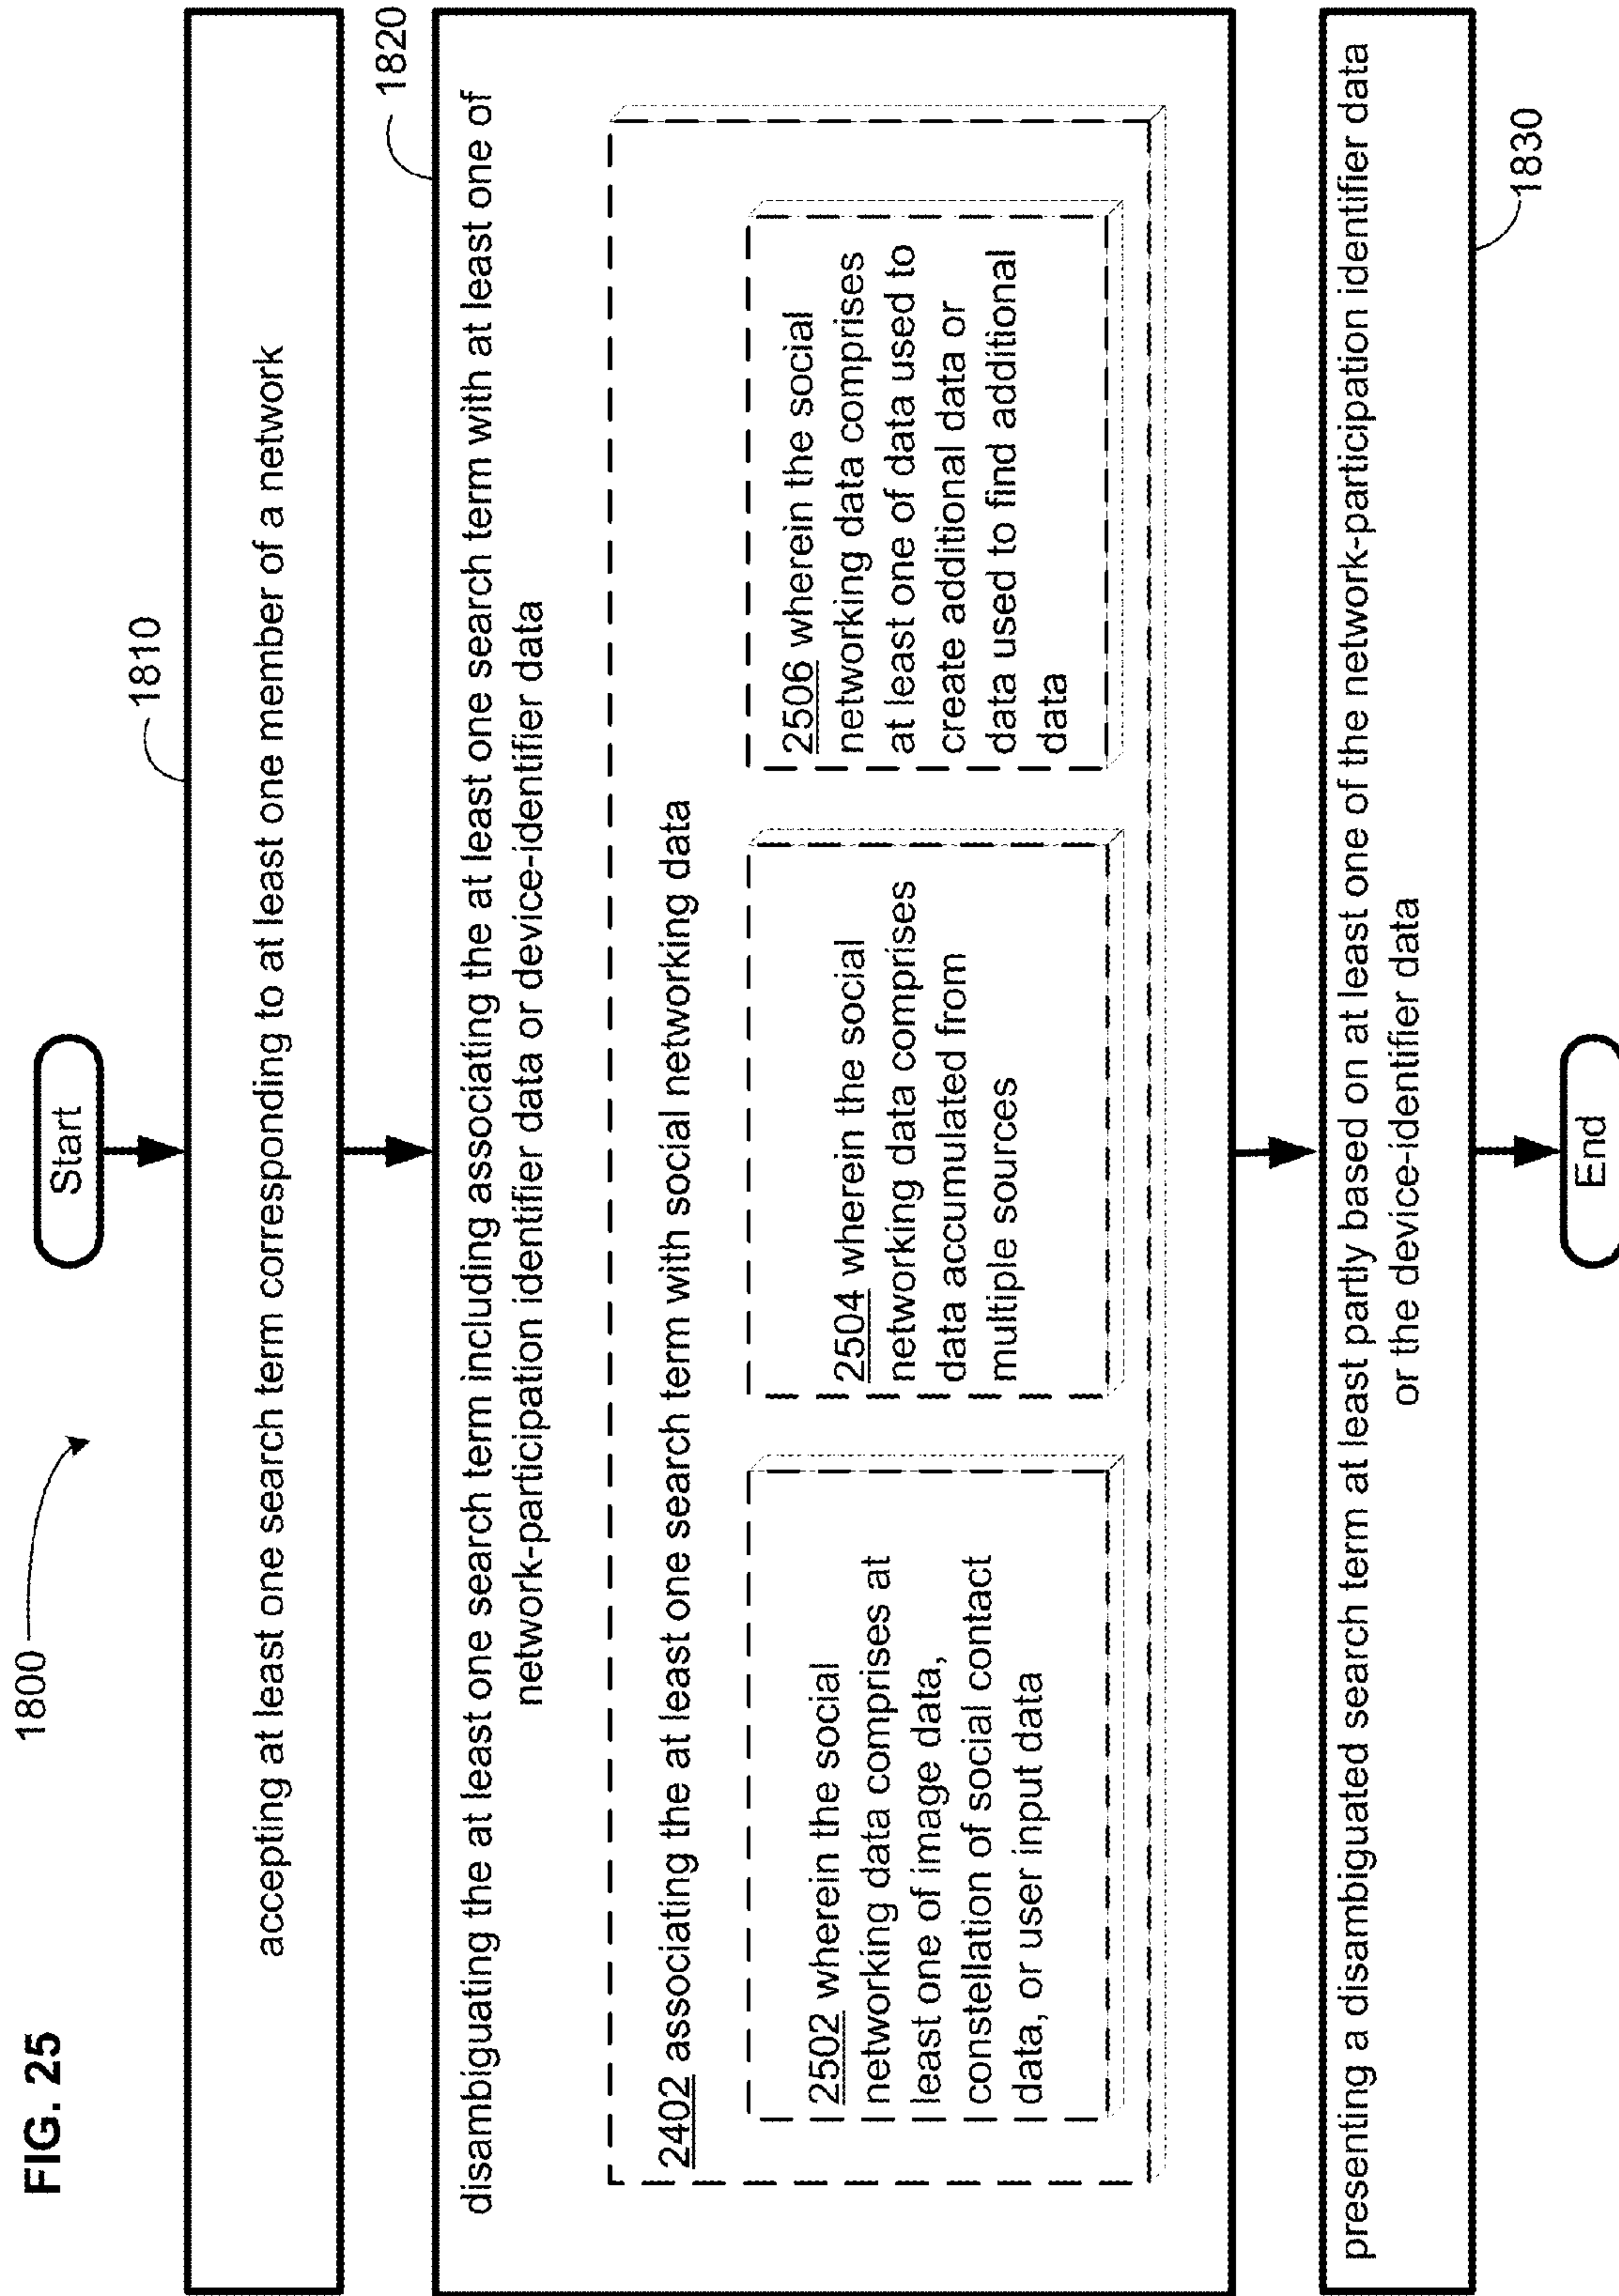 FIG. 25
1800
Start
1810
accepting at least one search term corresponding to at least one member of a network
1820
disambiguating the at least one search term including associating the at least one search term with at least one of
network-participation identifier data or device-identifier data
2402 associating the at least one search term with social networking data
2502 wherein the social
networking data comprises at
least one of image data,
constellation of social contact
data, or user input data
2504 wherein the social
networking data comprises
data accumulated from
multiple sources
2506 wherein the social
networking data comprises
at least one of data used to
create additional data or
data used to find additional
data
presenting a disambiguated search term at least partly based on at least one of the network-participation identifier data
or the device-identifier data
1830
End